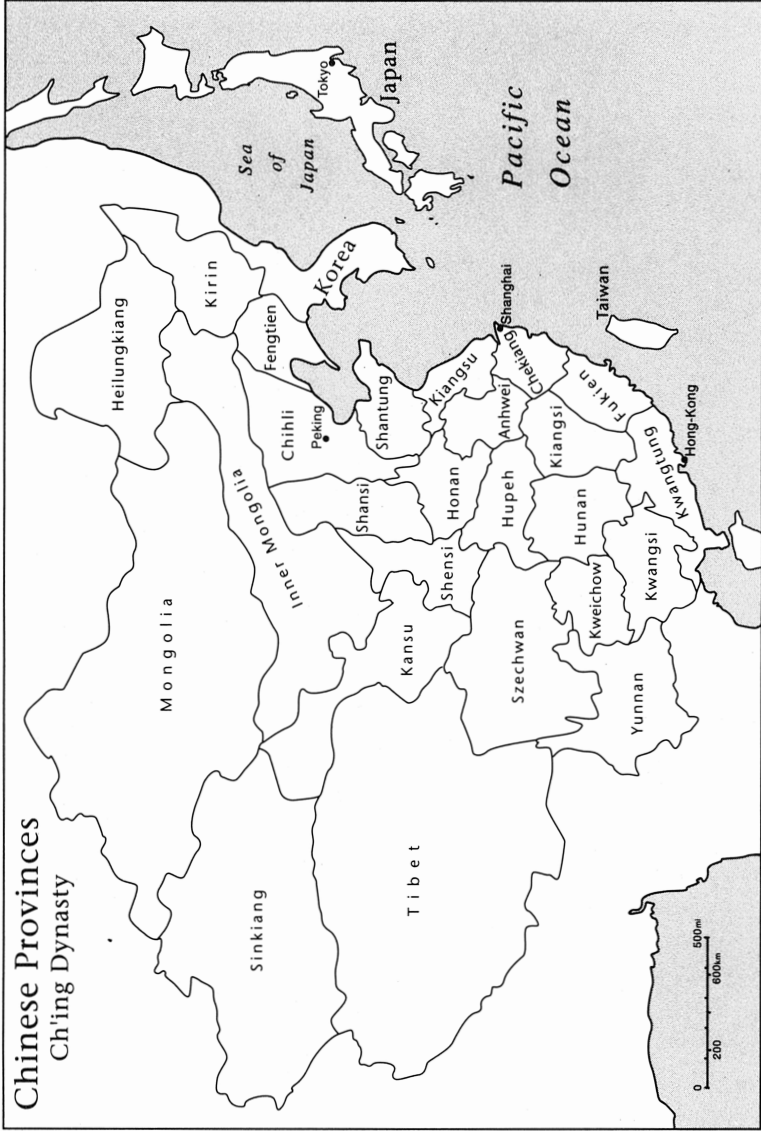 Chinese Provinces
Ch'ing Dynasty
Heilungkiang
Kirin
Mongolia
Sea
of
Japan
Tokyo
Japan
Inner Mongolia
Fengtien
Korea
Sinkiang
Chihli
Peking
Shansi
Shantung
Kansu
Shensi
Honan
Kiangsu
Pacific
Ocean
Tibet
Szechwan
Hupeh
Anhwei
Shanghai
Chekiang
Kweichow
Hunan
Kiangsi
Fukien
Taiwan
Yunnan
Kwangsi
Kwangtung
Hong-Kong
500mi
0
200
600km